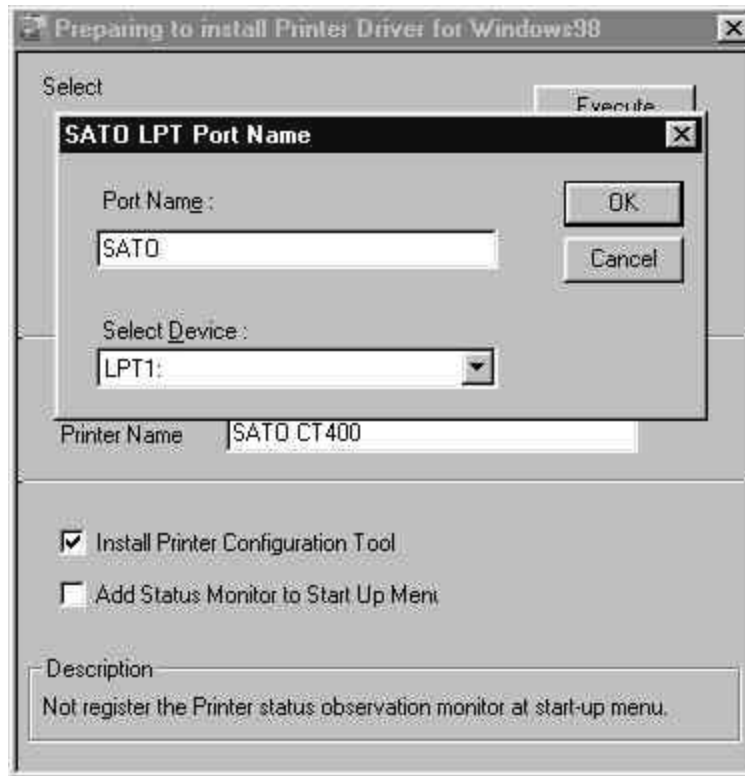 Preparing to install Printer Driver for Windows98
Select
Execute
SATO LPT Port Name
Port Name :
OK
SATO
Cancel
Select Device :
LPT1:
Printer Name SATO CT400
Install Printer Configuration Tool
Add Status Monitor to Start Up Menu
Description
Not register the Printer status observation monitor at start-up menu.